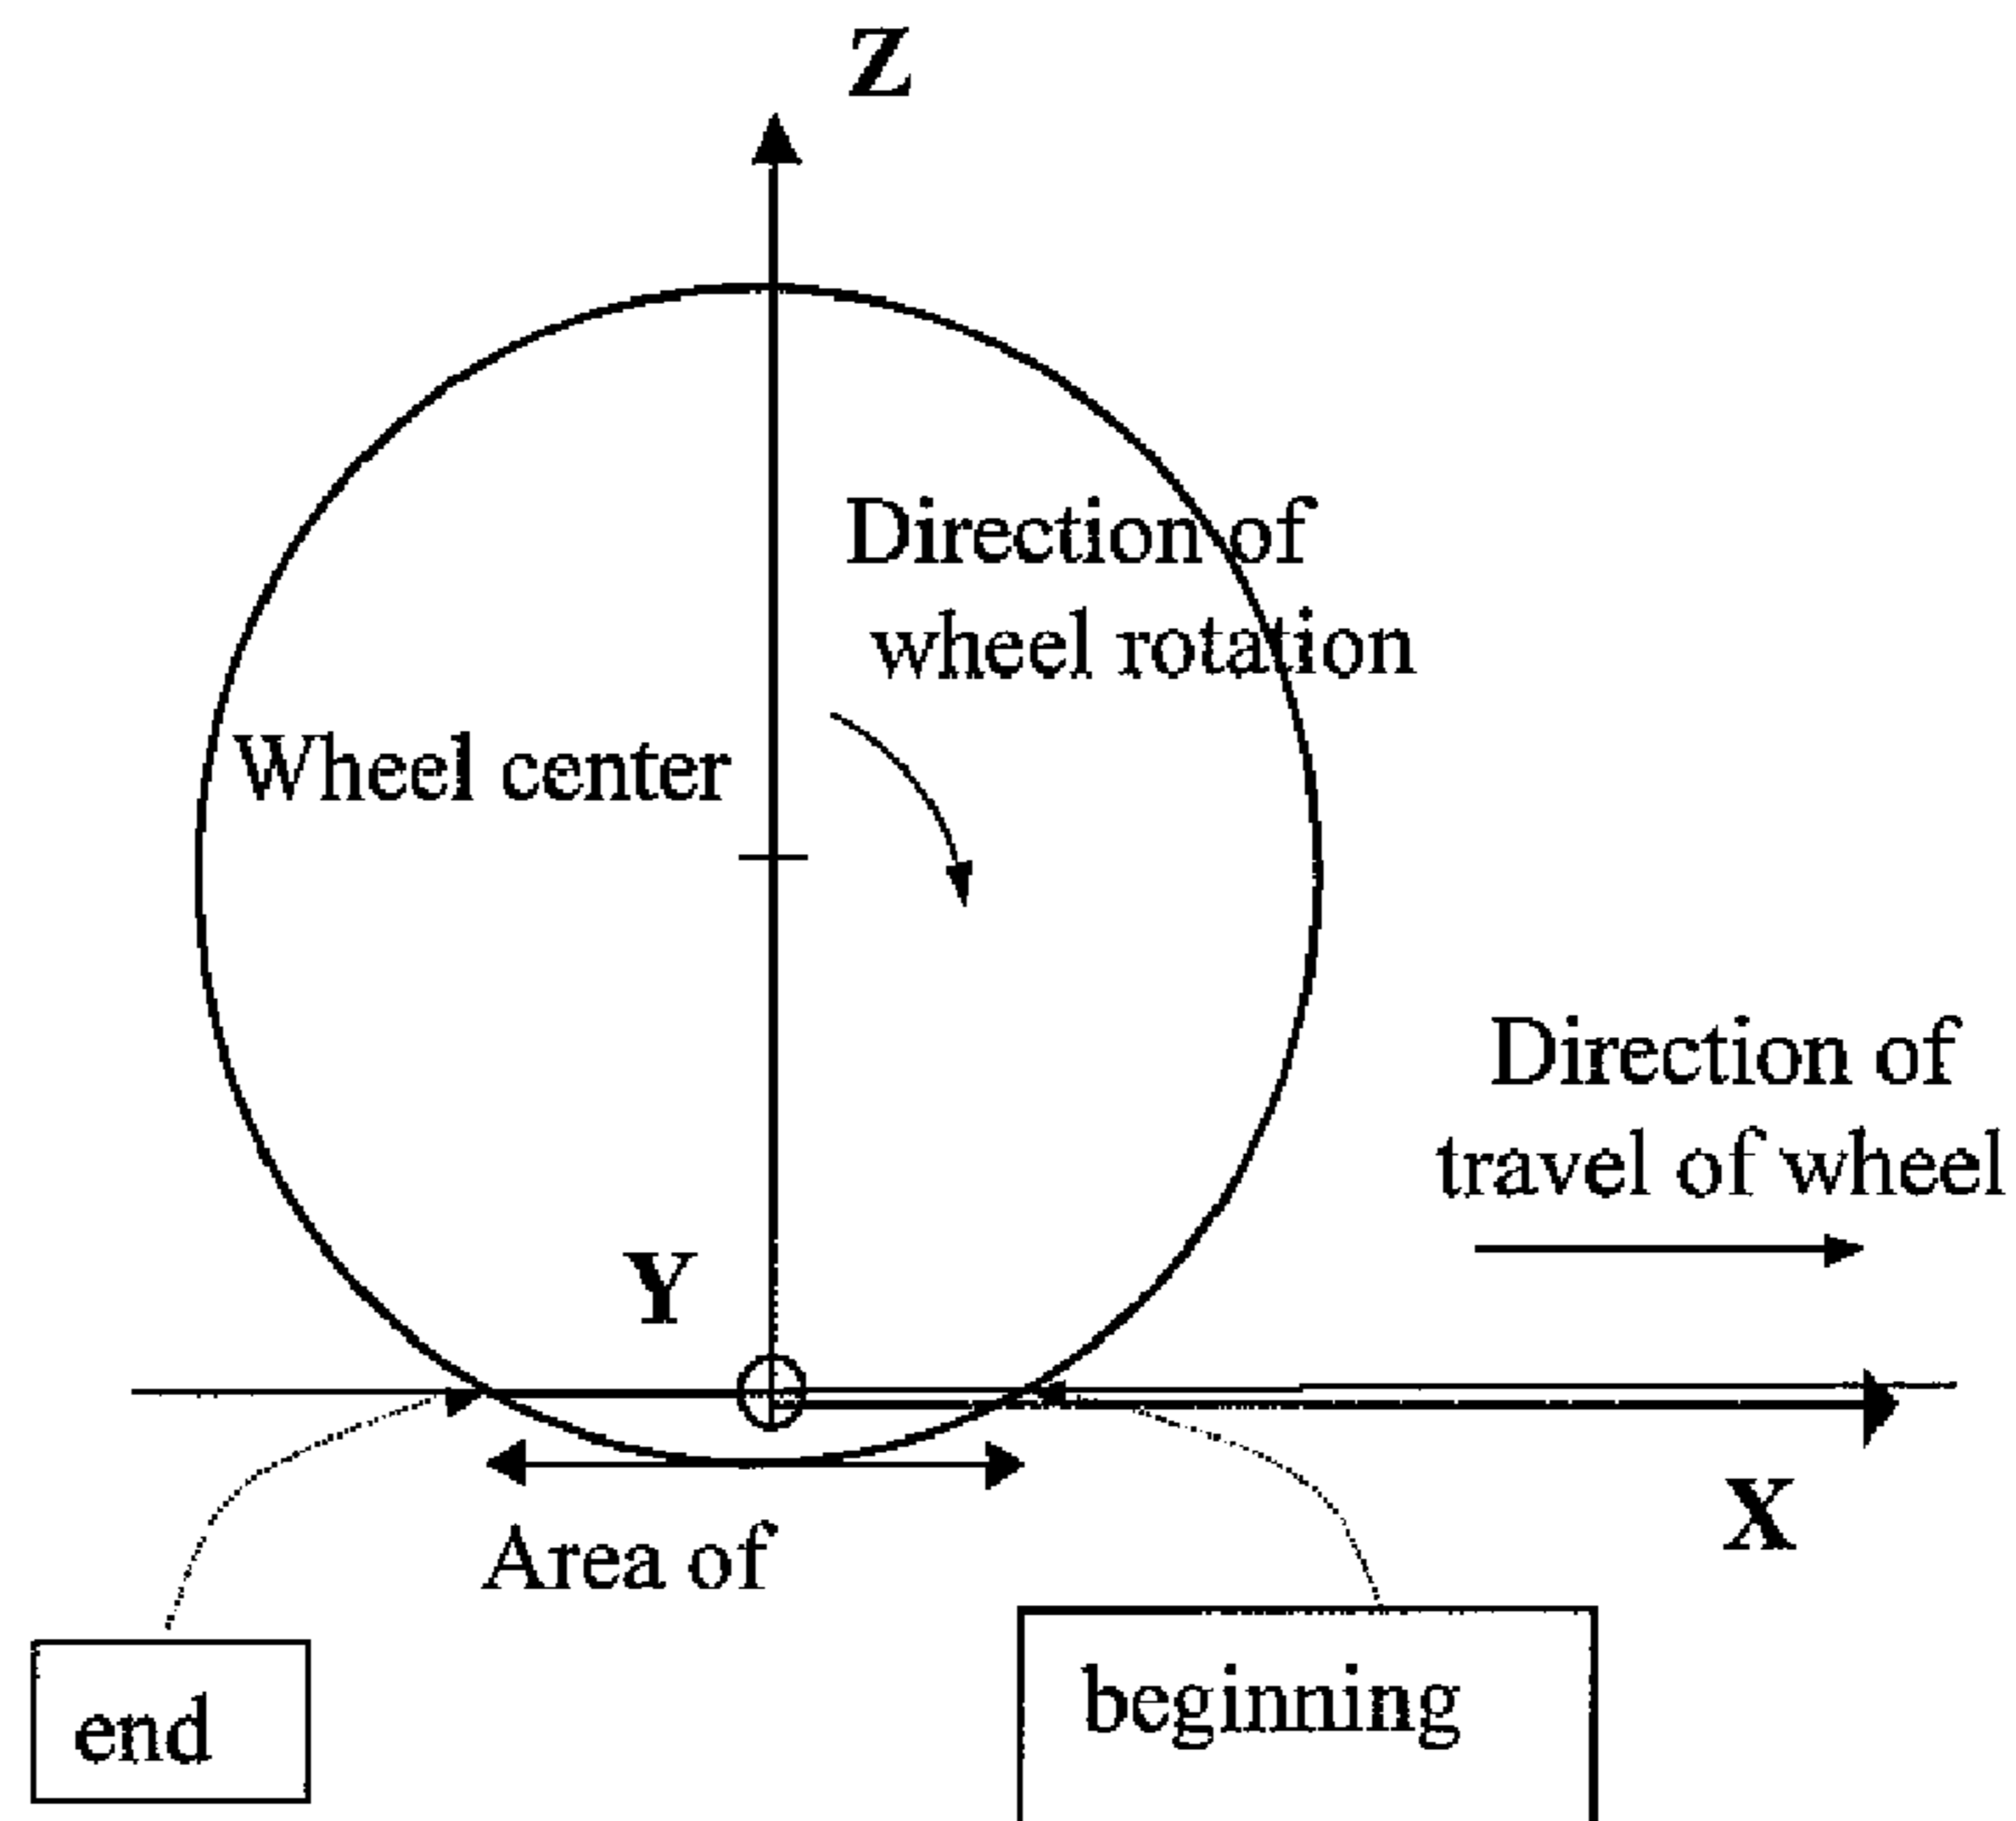 Z
Direction of
wheel rotation
Wheel center
Direction of
travel of wheel
Y
X
Area of
end
beginning